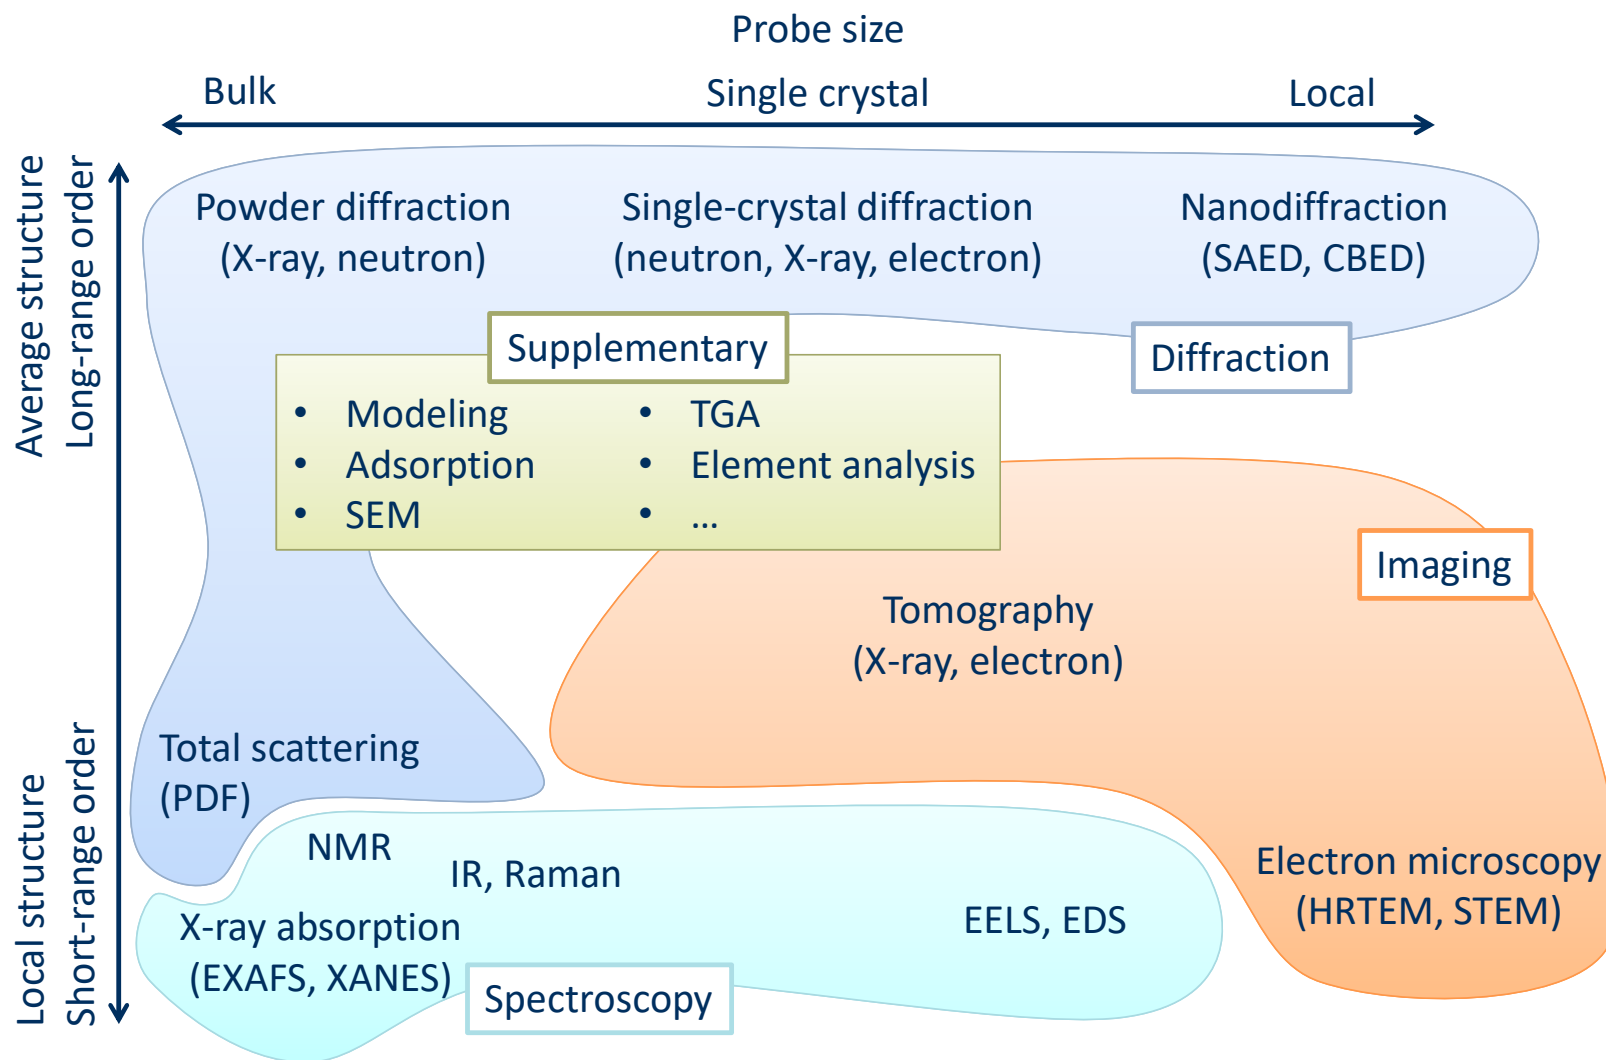 Probe size
Bulk
Single crystal
Local
Average structure
Long-range order
Local structure
Short-range order
Powder diffraction
(X-ray, neutron)
Single-crystal diffraction
(neutron, X-ray, electron)
Nanodiffraction
(SAED, CBED)
Diffraction
Supplementary
• Modeling
• Adsorption
• SEM
• TGA
• Element analysis
• ...
Imaging
Tomography
(X-ray, electron)
Total scattering
(PDF)
NMR
IR, Raman
X-ray absorption
(EXAFS, XANES)
EELS, EDS
Spectroscopy
Electron microscopy
(HRTEM, STEM)